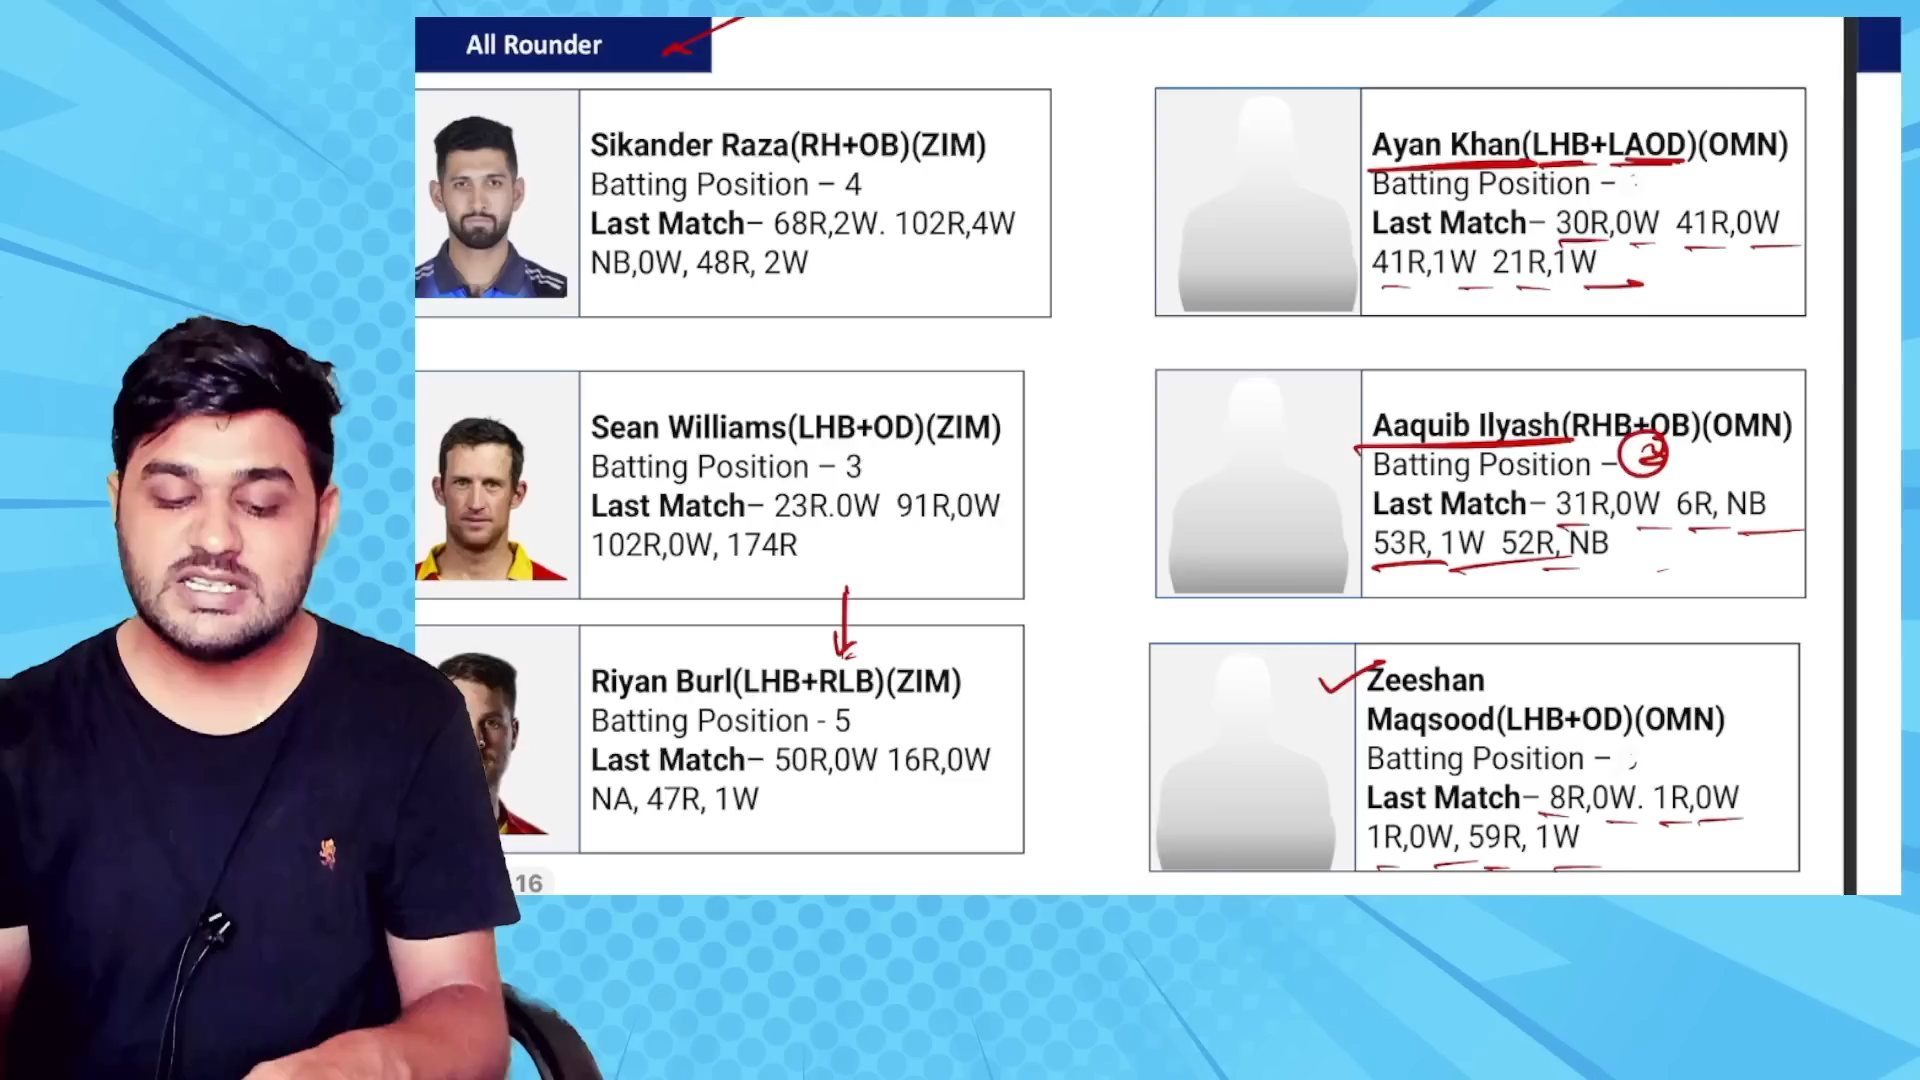 All Rounder
Sikander Raza(RH+OB)(ZIM)
Batting Position – 4
Last Match– 68R,2W. 102R,4W
NB,0W, 48R, 2W
Sean Williams(LHB+OD)(ZIM)
Batting Position – 3
Last Match– 23R.0W 91R,0W
102R,0W, 174R
Riyan Burl(LHB+RLB)(ZIM)
Batting Position - 5
Last Match– 50R,0W 16R,0W
NA, 47R, 1W
16
Ayan Khan(LHB+LAOD)(OMN)
Batting Position –
Last Match– 30R,0W 41R,0W
41R,1W 21R,1W
Aaquib Ilyash(RHB+OB)(OMN)
Batting Position –
Last Match– 31R,0W 6R, NB
53R, 1W 52R, NB
Zeeshan
Maqsood(LHB+OD)(OMN)
Batting Position –
Last Match– 8R,0W. 1R,0W
1R,0W, 59R, 1W